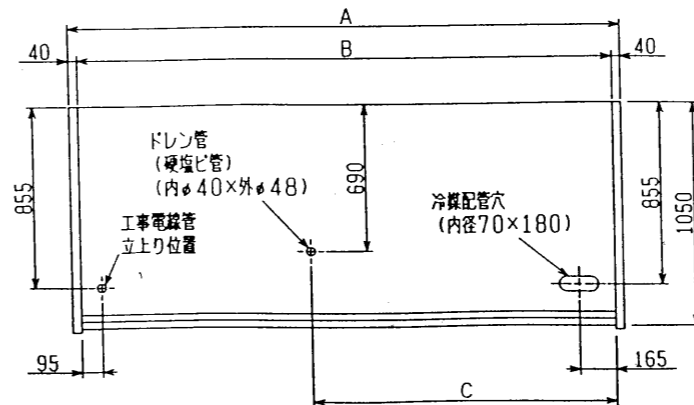 A
40
B
40
ドレン管
(硬塩ビ管)
(内φ40×外φ48)
690
855
855
1050
冷媒配管穴
(内径70×180)
工事電線管
立上り位置
95
165
C